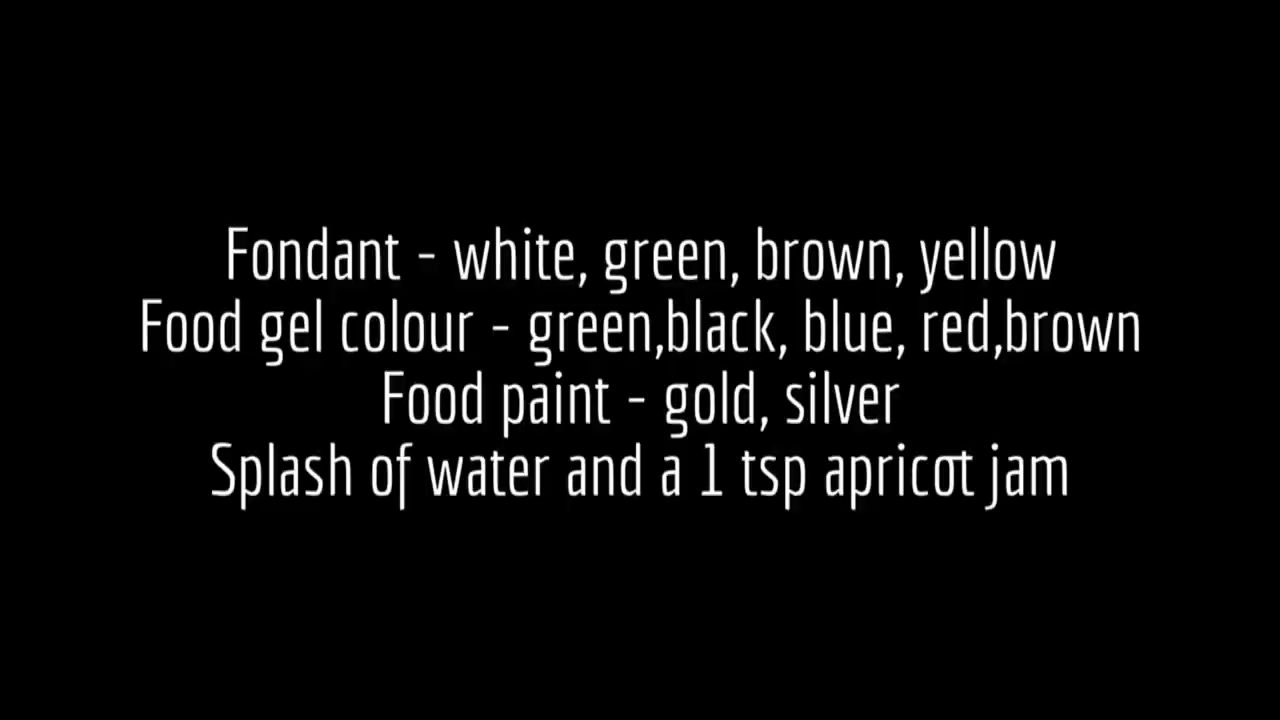 Fondant - white, green, brown, yellow
Food gel colour - green,black, blue, red,brown
Food paint - gold, silver
Splash of water and a 1 tsp apricot jam